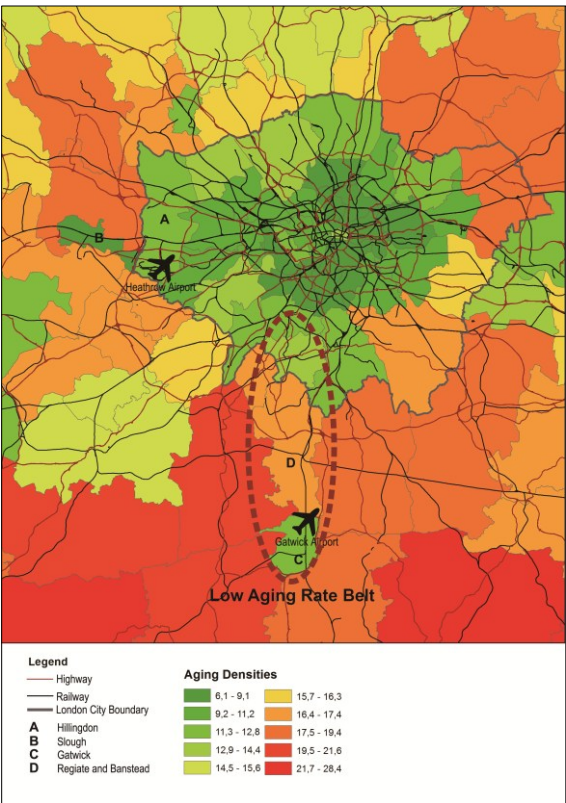 A
B
Heathrow Airport
D
Gatwick Airport
C
Low Aging Rate Belt
Legend
Highway
Railway
London City Boundary
A Hillingdon
B Slough
C Gatwick
D Regiate and Banstead
Aging Densities
6,1 - 9,1
9,2 - 11,2
11,3 - 12,8
12,9 - 14,4
14,5 - 15,6
15,7 - 16,3
16,4 - 17,4
17,5 - 19,4
19,5 - 21,6
21,7 - 28,4